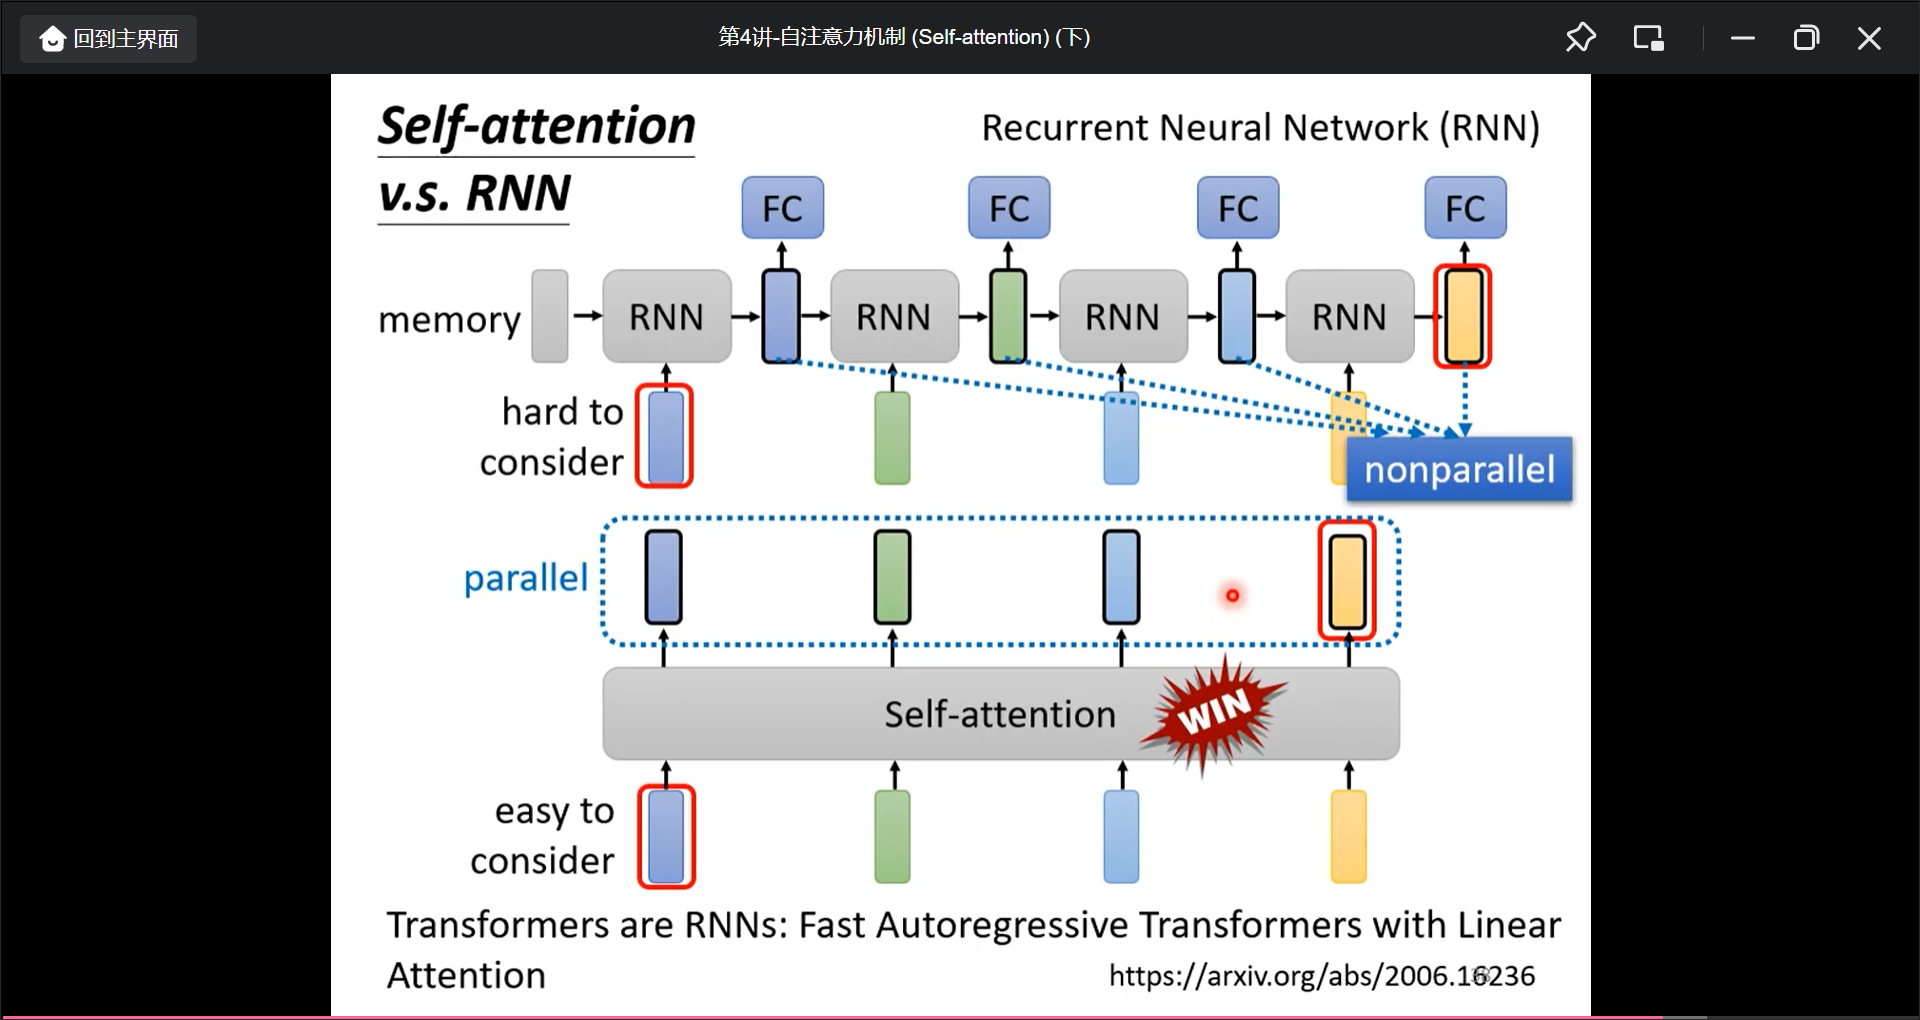 回到主界面
第4讲-自注意力机制 (Self-attention) (下)
Self-attention
v.s. RNN
Recurrent Neural Network (RNN)
FC FC FC FC
memory RNN RNN RNN RNN
hard to
consider
nonparallel
parallel
Self-attention WIN
easy to
consider
Transformers are RNNs: Fast Autoregressive Transformers with Linear
Attention
https://arxiv.org/abs/2006.16236
38